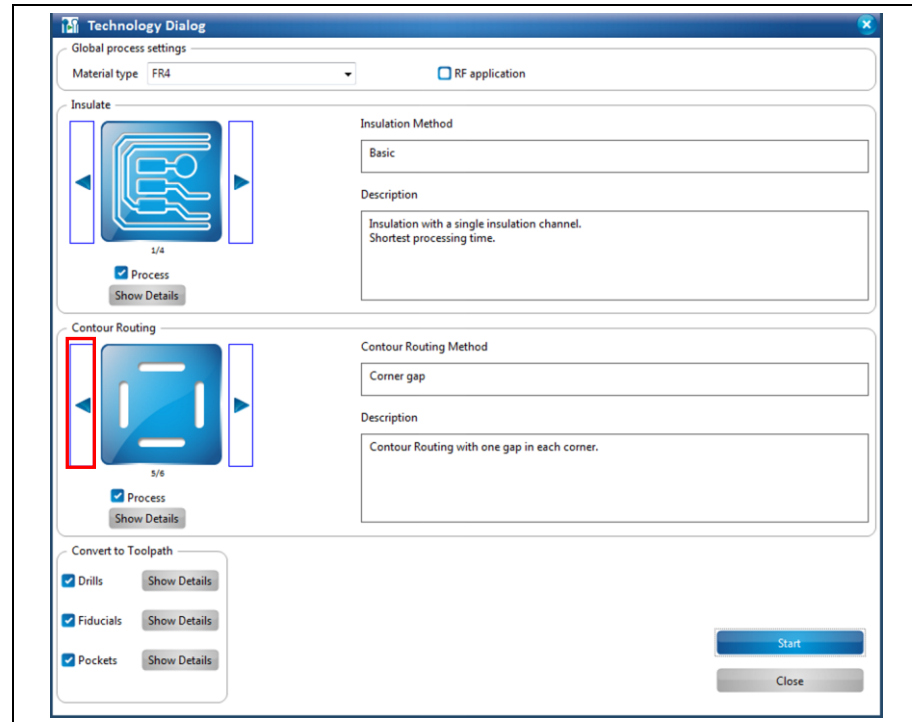 Technology Dialog
Global process settings
Material type FR4 RF application
Insulate
Insulation Method
Basic
Description
Insulation with a single insulation channel.
Shortest processing time.
1/4
Process
Show Details
Contour Routing
Contour Routing Method
Corner gap
Description
Contour Routing with one gap in each corner.
5/6
Process
Show Details
Convert to Toolpath
Drills Show Details
Fiducials Show Details
Pockets Show Details
Start
Close